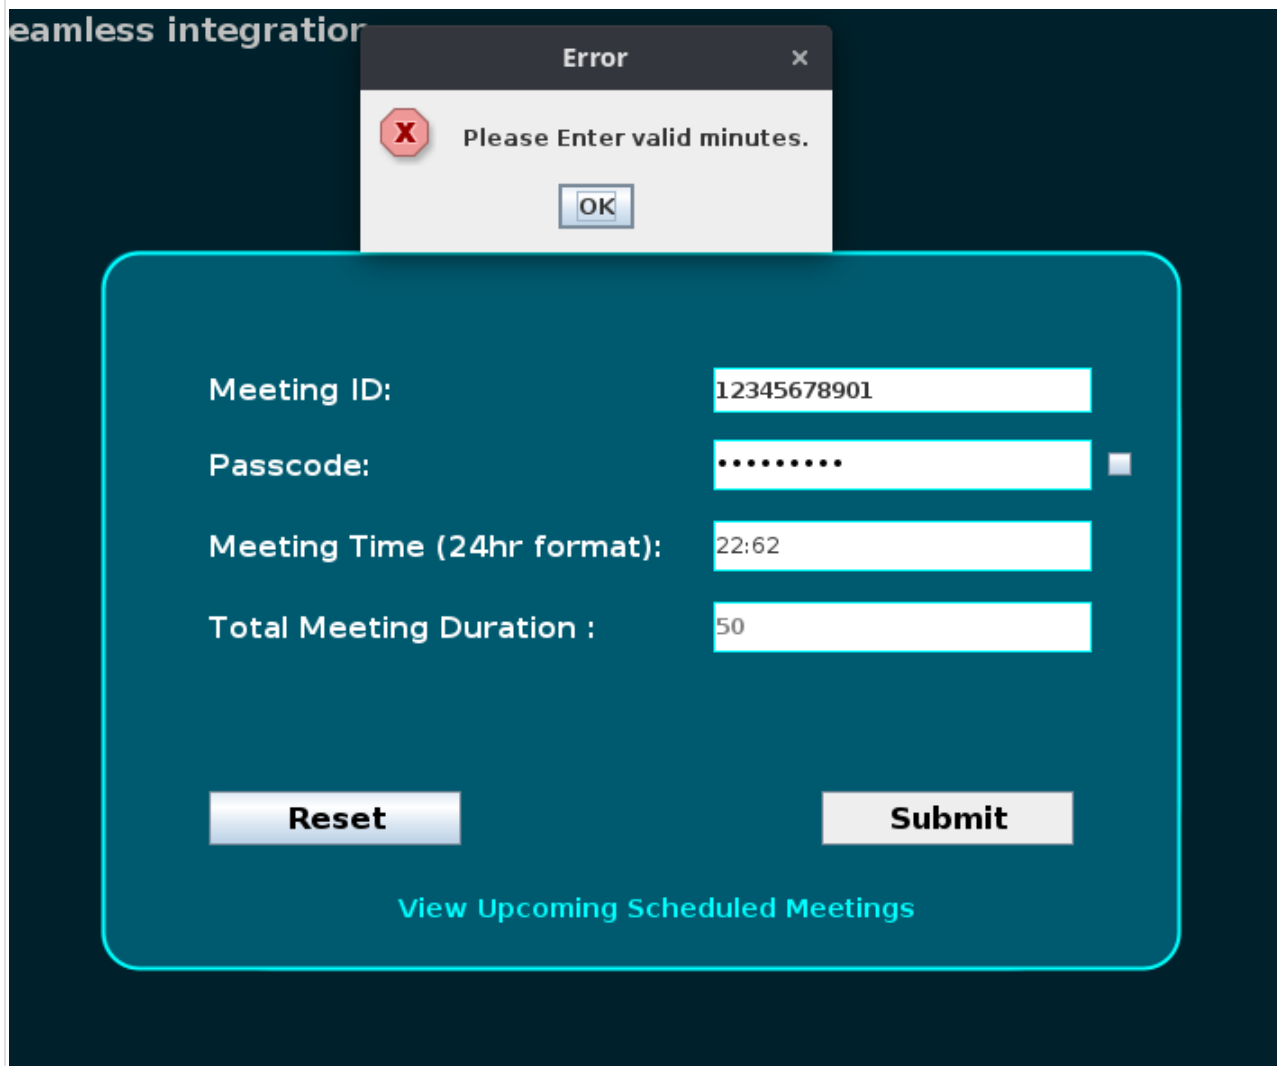 eamless integration
Error
Please Enter valid minutes.
OK
Meeting ID:
12345678901
Passcode:
•••••••••
Meeting Time (24hr format):
22:62
Total Meeting Duration :
50
Reset
Submit
View Upcoming Scheduled Meetings